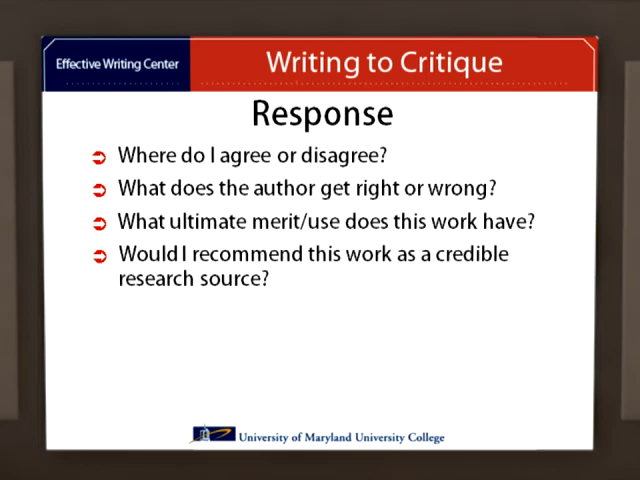 Effective Writing Center
Writing to Critique
Response
Where do I agree or disagree?
What does the author get right or wrong?
What ultimate merit/use does this work have?
Would I recommend this work as a credible
research source?
University of Maryland University College